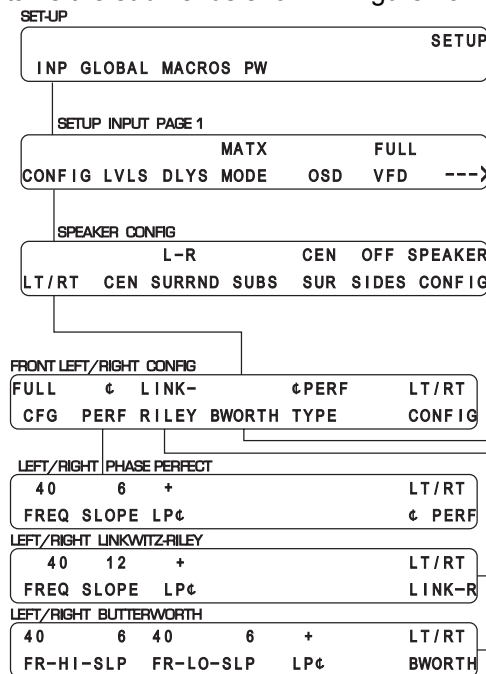 SET-UP
SETUP
INP GLOBAL MACROS PW
SETUP INPUT PAGE 1
MATX FULL
CONFIG LVLS DLYS MODE OSD VFD --->
SPEAKER CONFIG
L-R CEN OFF SPEAKER
LT/RT CEN SURRND SUBS SUR SIDES CONFIG
FRONT LEFT/RIGHT CONFIG
FULL ¢ LINK- ¢PERF LT/RT
CFG PERF RILEY BWORTH TYPE CONFIG
LEFT/RIGHT PHASE PERFECT
40 6 + LT/RT
FREQ SLOPE LP¢ ¢ PERF
LEFT/RIGHT LINKWITZ-RILEY
40 12 + LT/RT
FREQ SLOPE LP¢ LINK-R
LEFT/RIGHT BUTTERWORTH
40 6 40 6 + LT/RT
FR-HI-SLP FR-LO-SLP LP¢ BWORTH